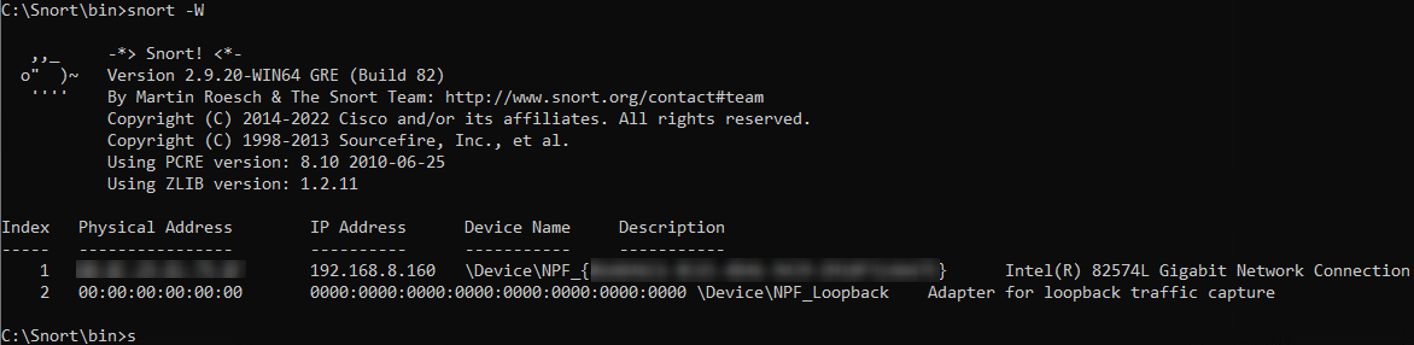 C:\Snort\bin>snort -W
,,_ -*> Snort! <*-
o" )~ Version 2.9.20-WIN64 GRE (Build 82)
'''' By Martin Roesch & The Snort Team: http://www.snort.org/contact#team
Copyright (C) 2014-2022 Cisco and/or its affiliates. All rights reserved.
Copyright (C) 1998-2013 Sourcefire, Inc., et al.
Using PCRE version: 8.10 2010-06-25
Using ZLIB version: 1.2.11
Index Physical Address IP Address Device Name Description
----- ---------------- ---------- ----------- -----------
1 192.168.8.160 \Device\NPF_{} Intel(R) 82574L Gigabit Network Connection
2 00:00:00:00:00:00 0000:0000:0000:0000:0000:0000:0000:0000 \Device\NPF_Loopback Adapter for loopback traffic capture
C:\Snort\bin>s